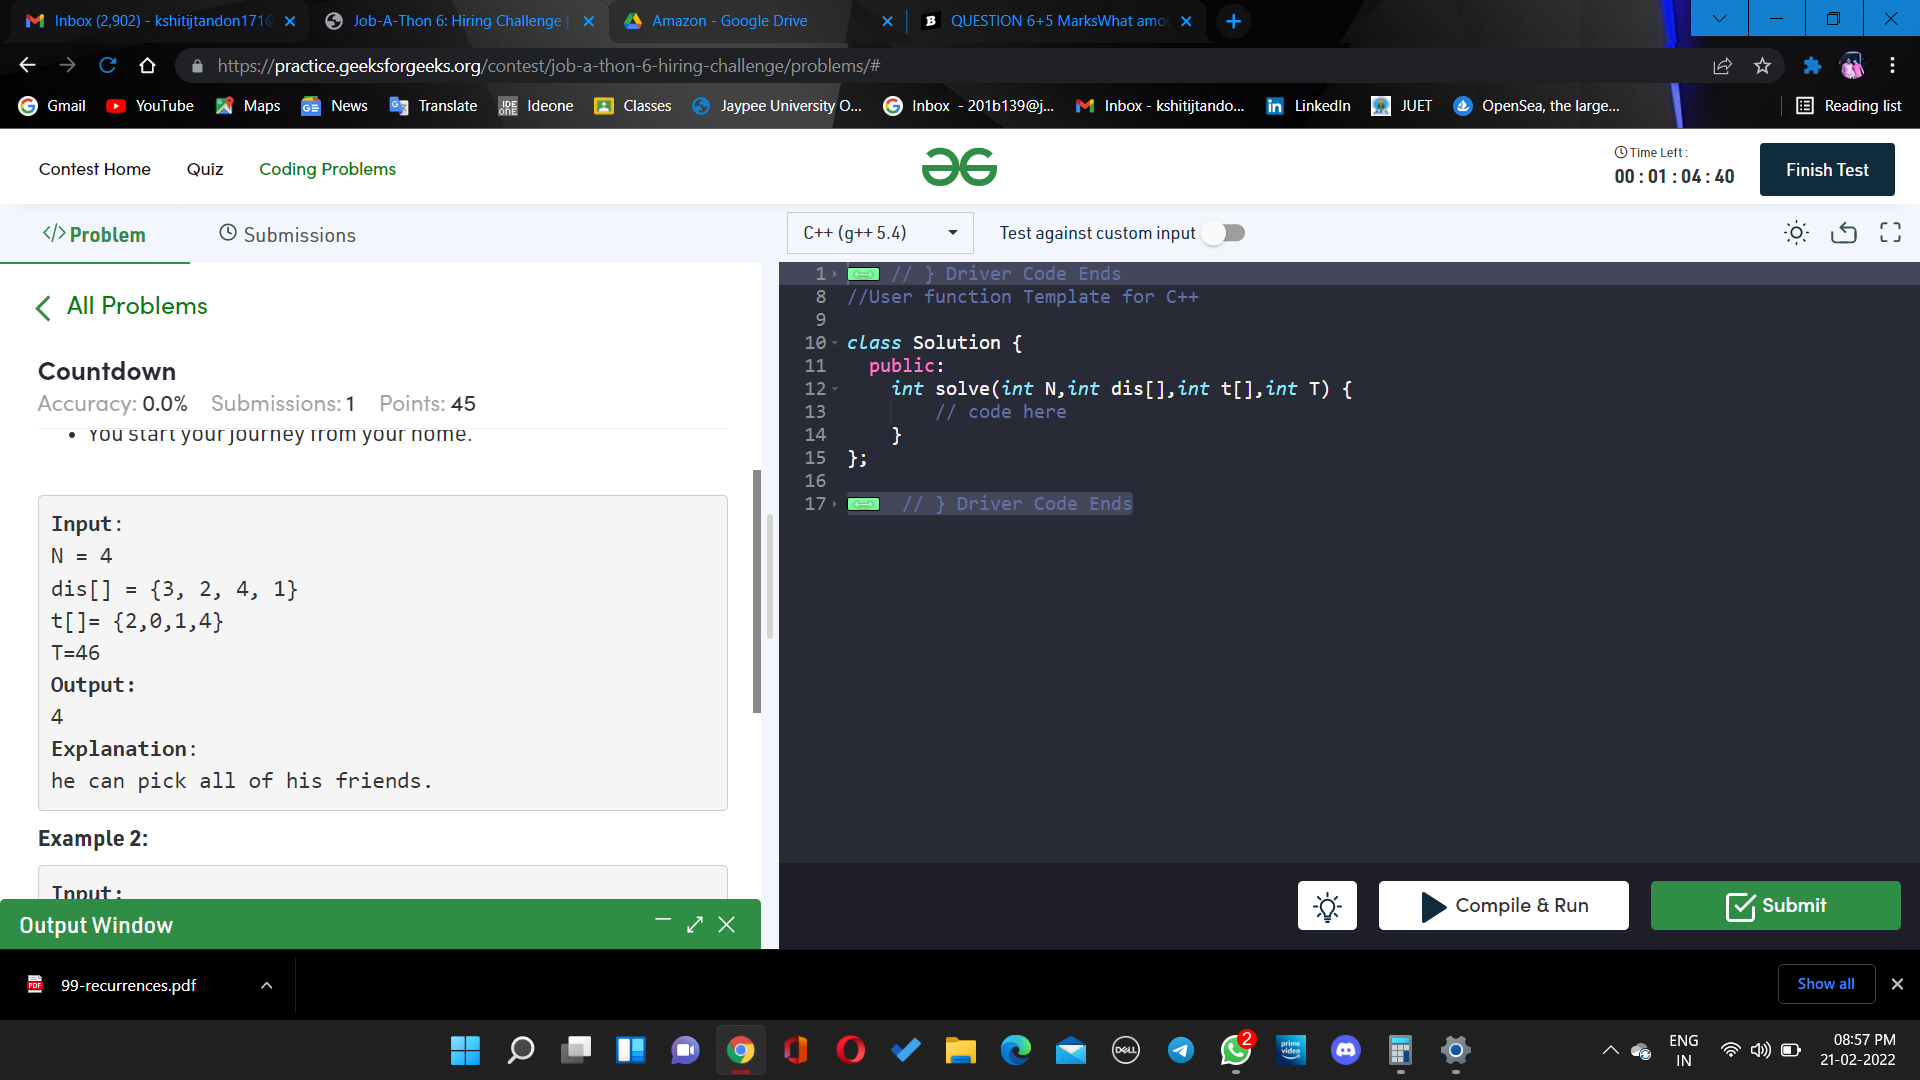 Inbox (2,902) - kshitijtandon171@
Job-A-Thon 6: Hiring Challenge |
Amazon - Google Drive
QUESTION 6+5 MarksWhat amou
https://practice.geeksforgeeks.org/contest/job-a-thon-6-hiring-challenge/problems/#
Gmail YouTube Maps News Translate Ideone Classes Jaypee University O... Inbox - 201b139@j... Inbox - kshitijtando... LinkedIn JUET OpenSea, the large... Reading list
Contest Home Quiz Coding Problems
Time Left :
00 : 01 : 04 : 40
Finish Test
</> Problem
Submissions
C++ (g++ 5.4)
Test against custom input
All Problems
Countdown
Accuracy: 0.0% Submissions: 1 Points: 45
• You start your journey from your home.
Input:
N = 4
dis[] = {3, 2, 4, 1}
t[]= {2,0,1,4}
T=46
Output:
4
Explanation:
he can pick all of his friends.
Example 2:
Input:
Output Window
1 // } Driver Code Ends
8 //User function Template for C++
9
10 class Solution {
11 public:
12 int solve(int N,int dis[],int t[],int T) {
13 // code here
14 }
15 };
16
17 // } Driver Code Ends
Compile & Run
Submit
PDF
99-recurrences.pdf
Show all
DELL
prime video
2
ENG
IN
08:57 PM
21-02-2022